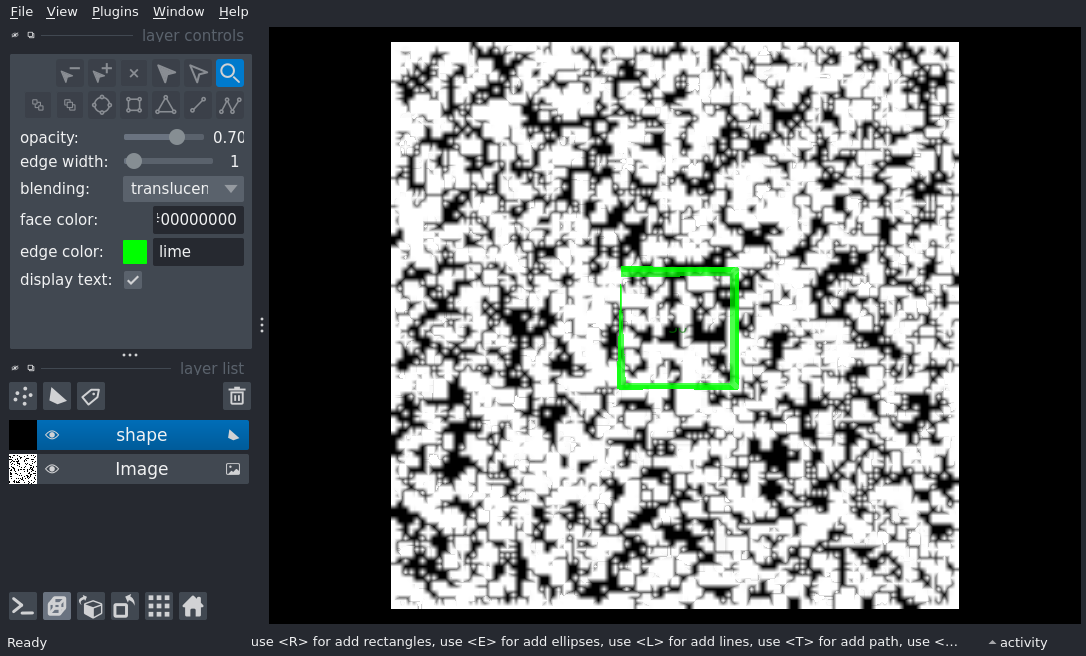 File View Plugins Window Help
layer controls
opacity: 0.70
edge width: 1
blending: translucen
face color: #00000000
edge color: lime
display text:
layer list
shape
Image
Ready use <R> for add rectangles, use <E> for add ellipses, use <L> for add lines, use <T> for add path, use <... activity